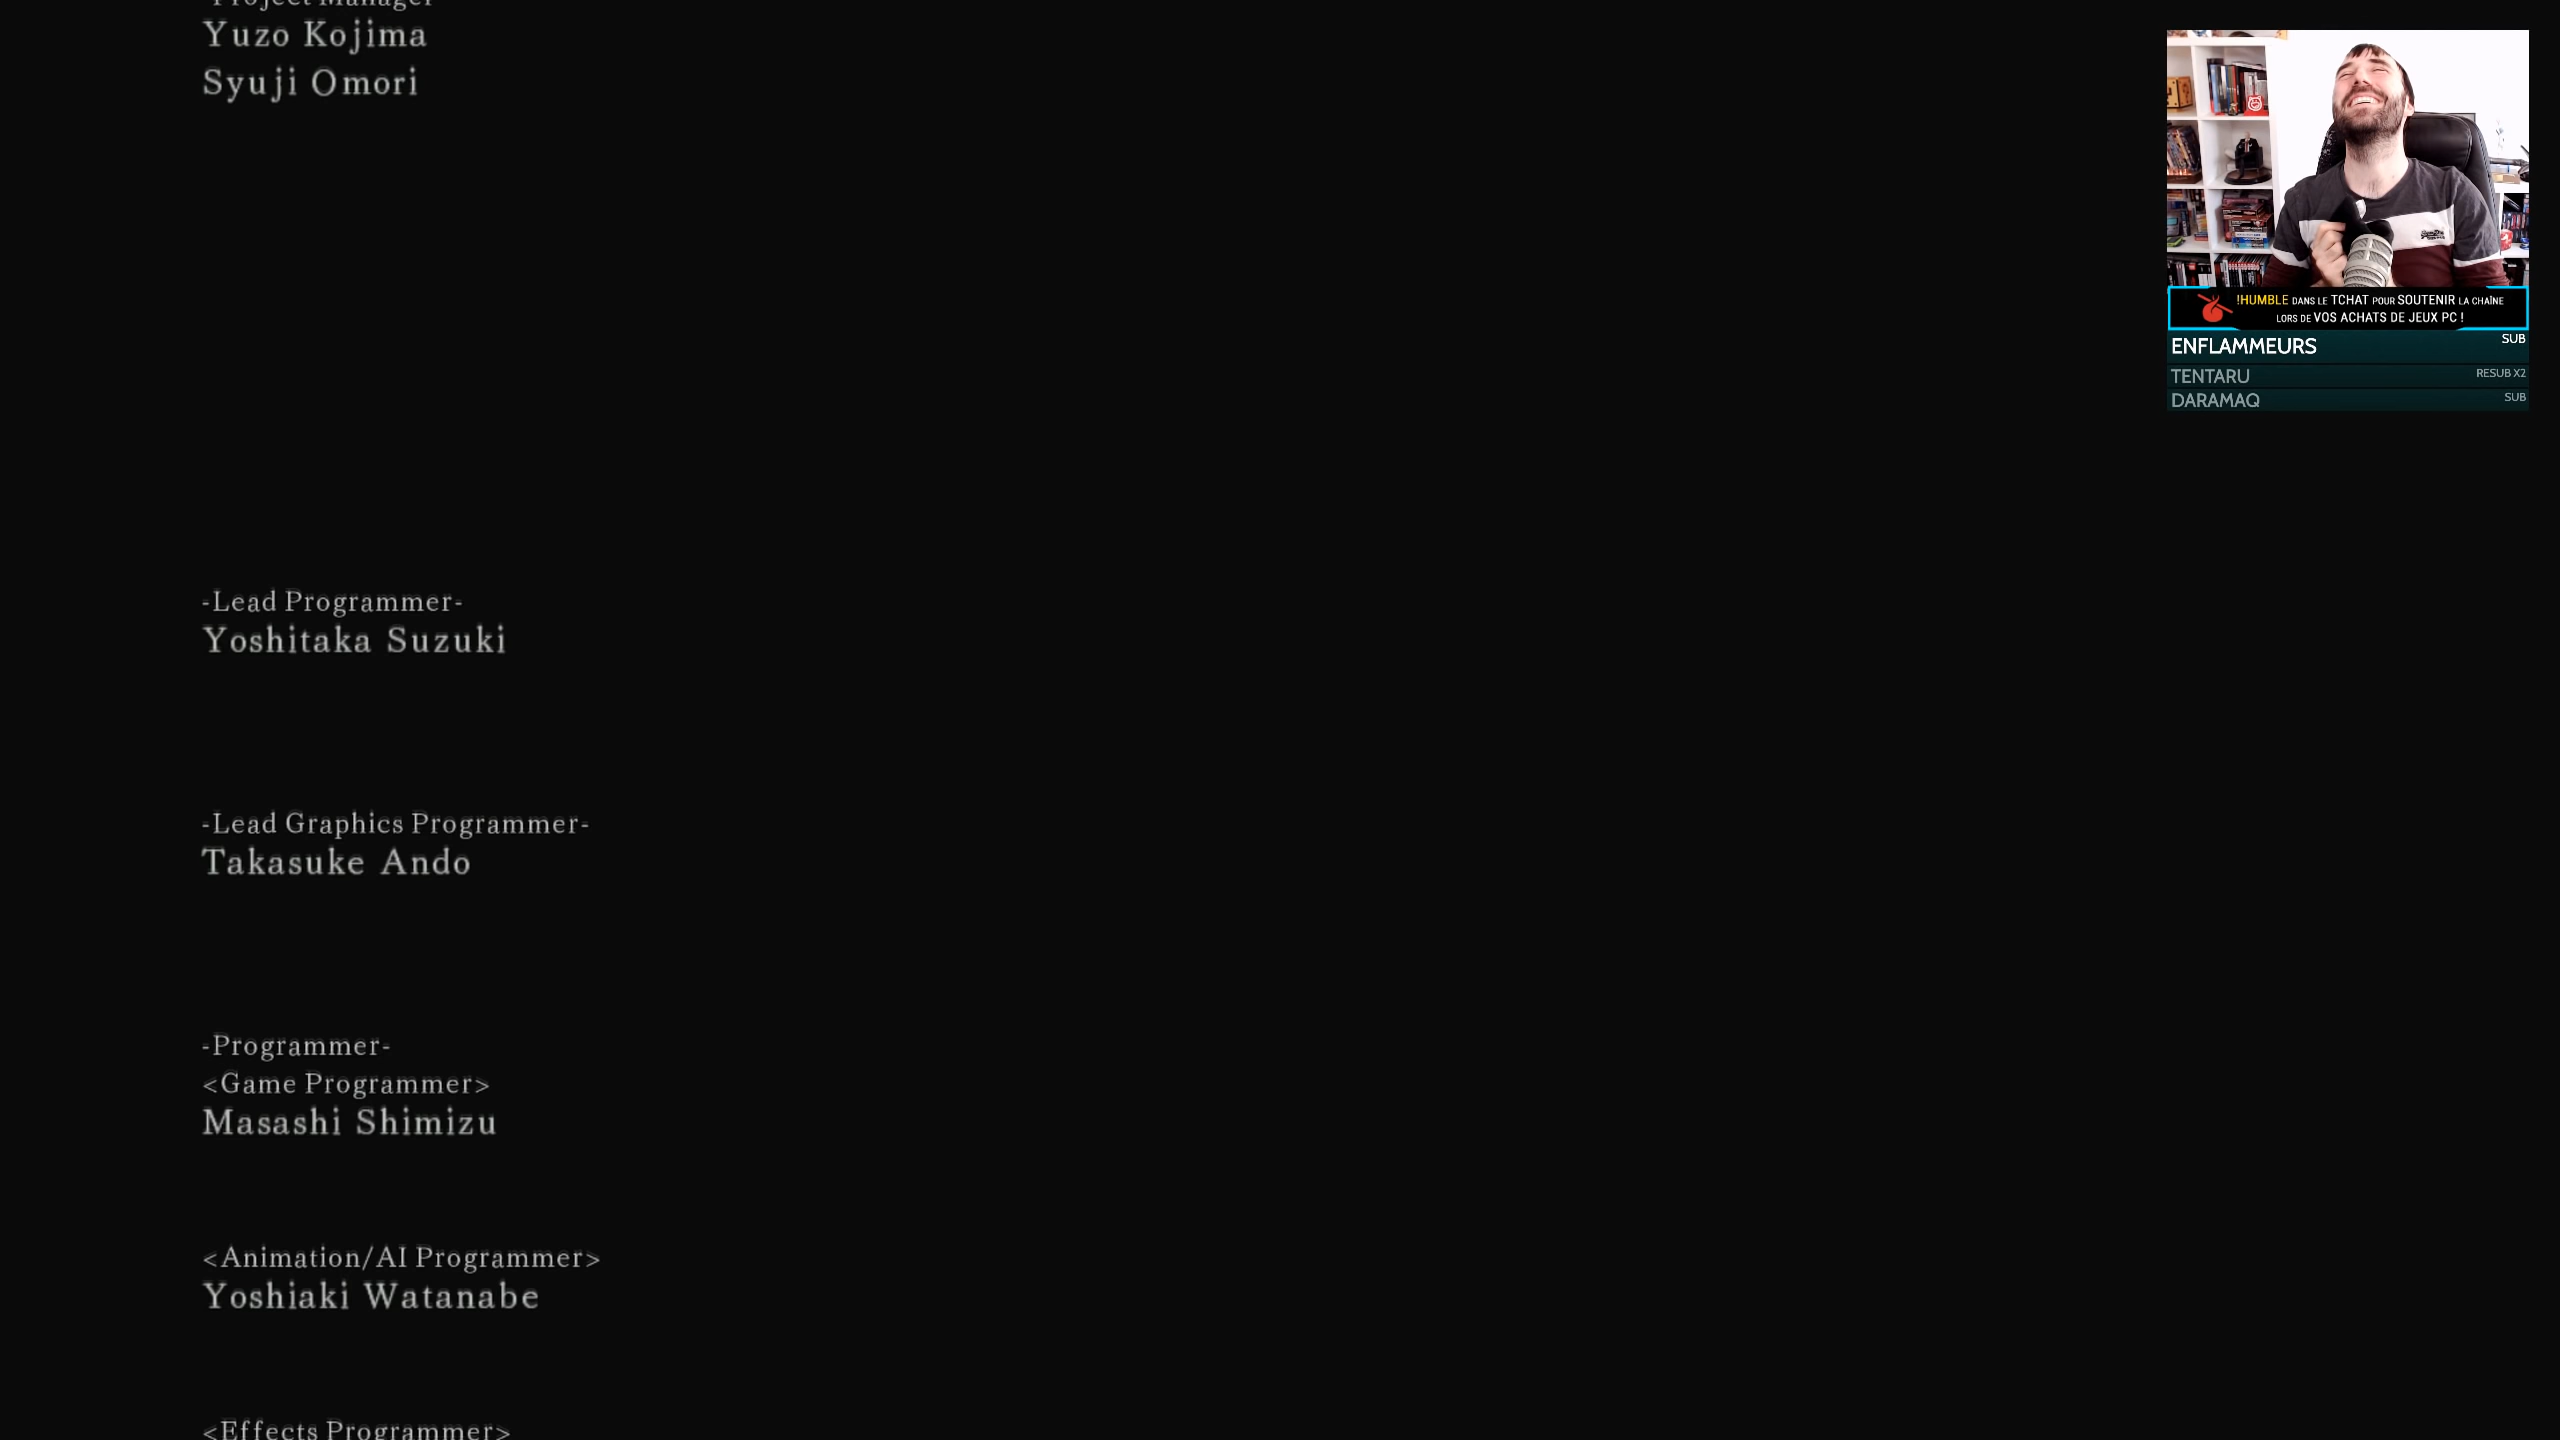 -Project Manager-
Yuzo Kojima
Syuji Omori
-Lead Programmer-
Yoshitaka Suzuki
-Lead Graphics Programmer-
Takasuke Ando
-Programmer-
<Game Programmer>
Masashi Shimizu
<Animation/AI Programmer>
Yoshiaki Watanabe
<Effects Programmer>
!HUMBLE DANS LE TCHAT POUR SOUTENIR LA CHAÎNE
LORS DE VOS ACHATS DE JEUX PC !
ENFLAMMEURS SUB
TENTARU RESUB X2
DARAMAQ SUB